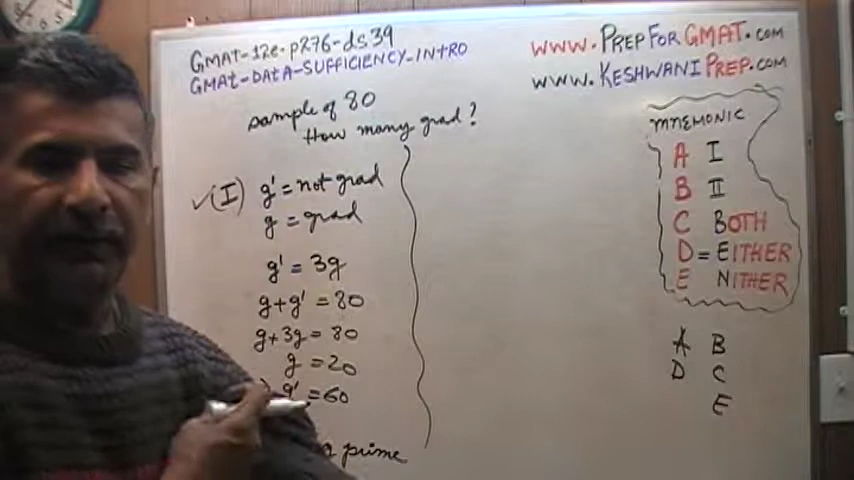 GMAT-12e-p276-ds39
GMAT-DATA-SUFFICIENCY-INTRO
www.PREPFORGMAT.com
www.KESHWANIPREP.com
sample of 80
How many grad?
✓(I) g' = not grad
g = grad
g' = 3g
g+g' = 80
g+3g = 80
g = 20
g' = 60
prime
MNEMONIC
A I
B II
C BOTH
D = EITHER
E NITHER
A B
D C
E